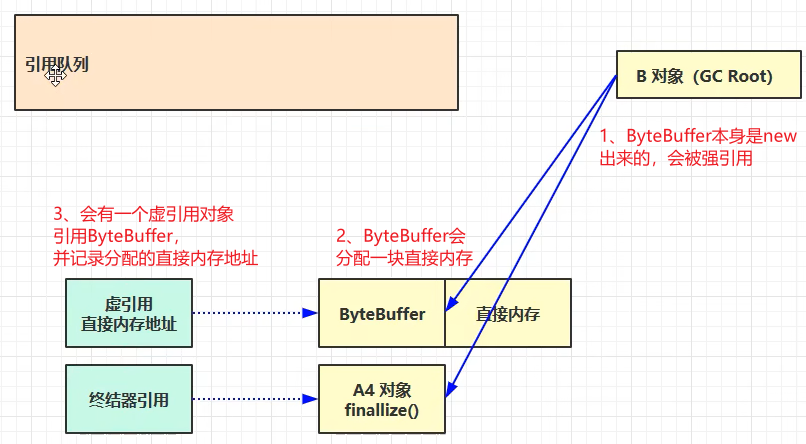 引用队列
B 对象（GC Root）
1、ByteBuffer本身是new
出来的，会被强引用
3、会有一个虚引用对象
引用ByteBuffer，
并记录分配的直接内存地址
2、ByteBuffer会
分配一块直接内存
虚引用
直接内存地址
ByteBuffer
直接内存
终结器引用
A4 对象
finallize()